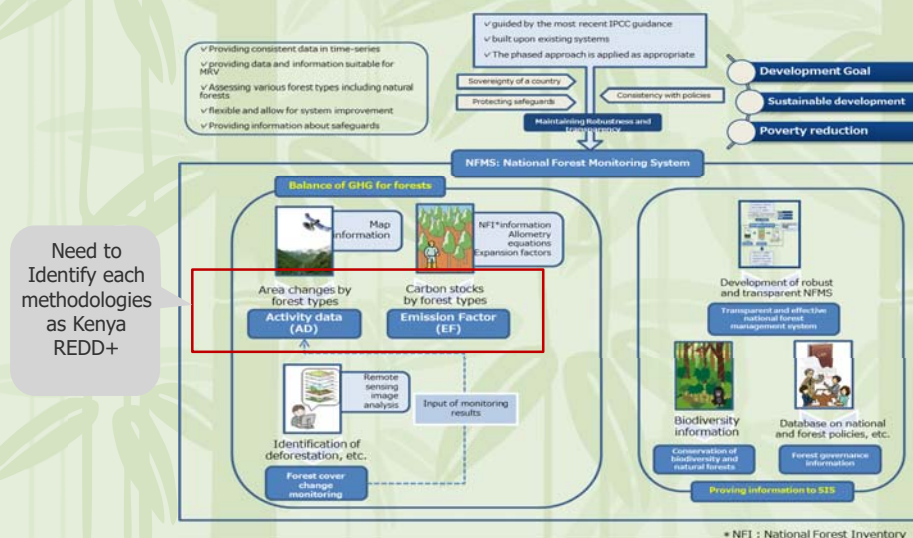 ✓Providing consistent data in time-series
✓providing data and information suitable for
MRV
✓Assessing various forest types including natural
forests
✓flexible and allow for system improvement
✓Providing information about safeguards
✓guided by the most recent IPCC guidance
✓built upon existing systems
✓The phased approach is applied as appropriate
Sovereignty of a country
Protecting safeguards
Consistency with policies
Maintaining Robustness and
transparency
Development Goal
Sustainable development
Poverty reduction
NFMS: National Forest Monitoring System
Balance of GHG for forests
Map
information
NFI*information
Allometry
equations
Expansion factors
Need to
Identify each
methodologies
as Kenya
REDD+
Area changes by
forest types
Activity data
(AD)
Carbon stocks
by forest types
Emission Factor
(EF)
Remote
sensing
image
analysis
Input of monitoring
results
Identification of
deforestation, etc.
Forest cover
change
monitoring
Development of robust
and transparent NFMS
Transparent and effective
national forest
management system
Biodiversity
information
Conservation of
biodiversity and
natural forests
Database on national
and forest policies, etc.
Forest governance
information
Proving information to SIS
* NFI : National Forest Inventory